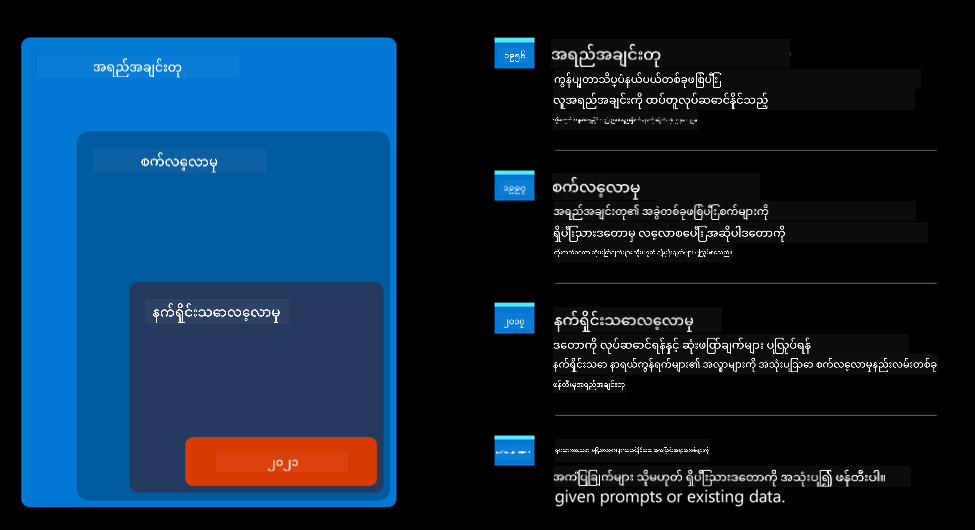 အရည်အချင်းတု
စက်လေ့လာမှု
နက်ရှိုင်းသောလေ့လာမှု
၂၀၂၁
၁၉၅၆
အရည်အချင်းတု
ကွန်ပျူတာသိပ္ပံနယ်ပယ်တစ်ခုဖြစ်ပြီး
လူ့အရည်အချင်းကို ထပ်တူလုပ်ဆောင်နိုင်သည့်
၁၉၉၇
စက်လေ့လာမှု
အရည်အချင်းတု၏ အခွဲတစ်ခုဖြစ်ပြီး စက်များကို
ရှိပြီးသားဒေတာမှ လေ့လာစေပြီး အဆိုပါဒေတာကို
၂၀၁၇
နက်ရှိုင်းသောလေ့လာမှု
ဒေတာကို လုပ်ဆောင်ရန်နှင့် ဆုံးဖြတ်ချက်များ ပြုလုပ်ရန်
နက်ရှိုင်းသော နာရယ်ကွန်ရက်များ၏ အလွှာများကို အသုံးပြုသော စက်လေ့လာမှုနည်းလမ်းတစ်ခု
ဖန်တီးမှုအရည်အချင်းတု
အကြံပြုချက်များ သို့မဟုတ် ရှိပြီးသားဒေတာကို အသုံးပြု၍ ဖန်တီးပါ။
given prompts or existing data.